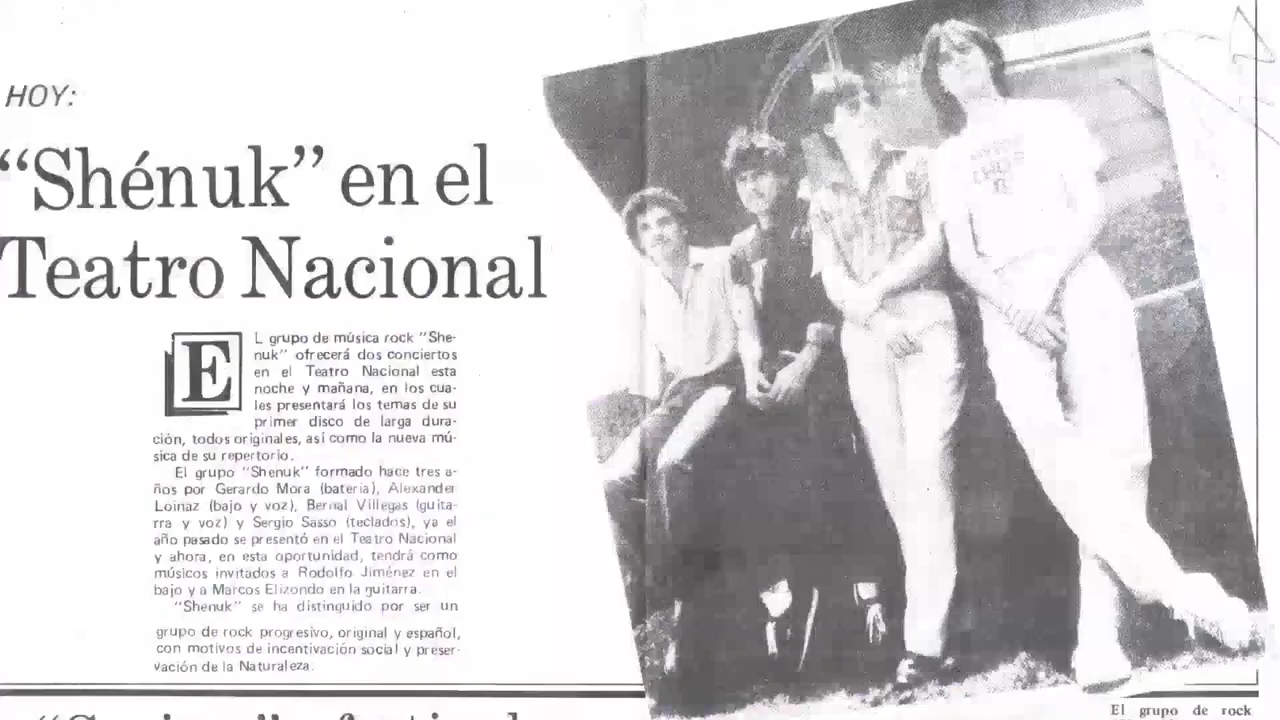 HOY:
“Shénuk” en el
Teatro Nacional
EL grupo de música rock “She-
nuk” ofrecerá dos conciertos
en el Teatro Nacional esta
noche y mañana, en los cua-
les presentará los temas de su
primer disco de larga dura-
ción, todos originales, así como la nueva mú-
sica de su repertorio.
El grupo “Shenuk” formado hace tres a-
ños por Gerardo Mora (batería), Alexander
Loinaz (bajo y voz), Bernal Villegas (guita-
rra y voz) y Sergio Sasso (teclados), ya el
año pasado se presentó en el Teatro Nacional
y ahora, en esta oportunidad, tendrá como
músicos invitados a Rodolfo Jiménez en el
bajo y a Marcos Elizondo en la guitarra.
“Shenuk” se ha distinguido por ser un
grupo de rock progresivo, original y español,
con motivos de incentivación social y preser-
vación de la Naturaleza.
El grupo de rock